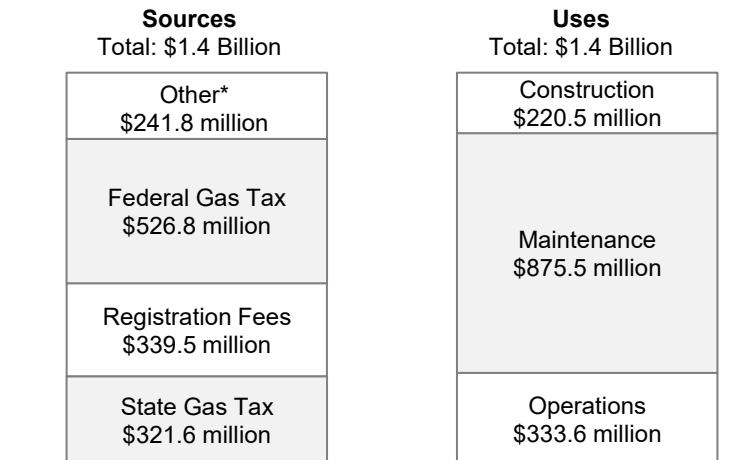 Sources
Total: $1.4 Billion
Other*
$241.8 million
Federal Gas Tax
$526.8 million
Registration Fees
$339.5 million
State Gas Tax
$321.6 million
Uses
Total: $1.4 Billion
Construction
$220.5 million
Maintenance
$875.5 million
Operations
$333.6 million